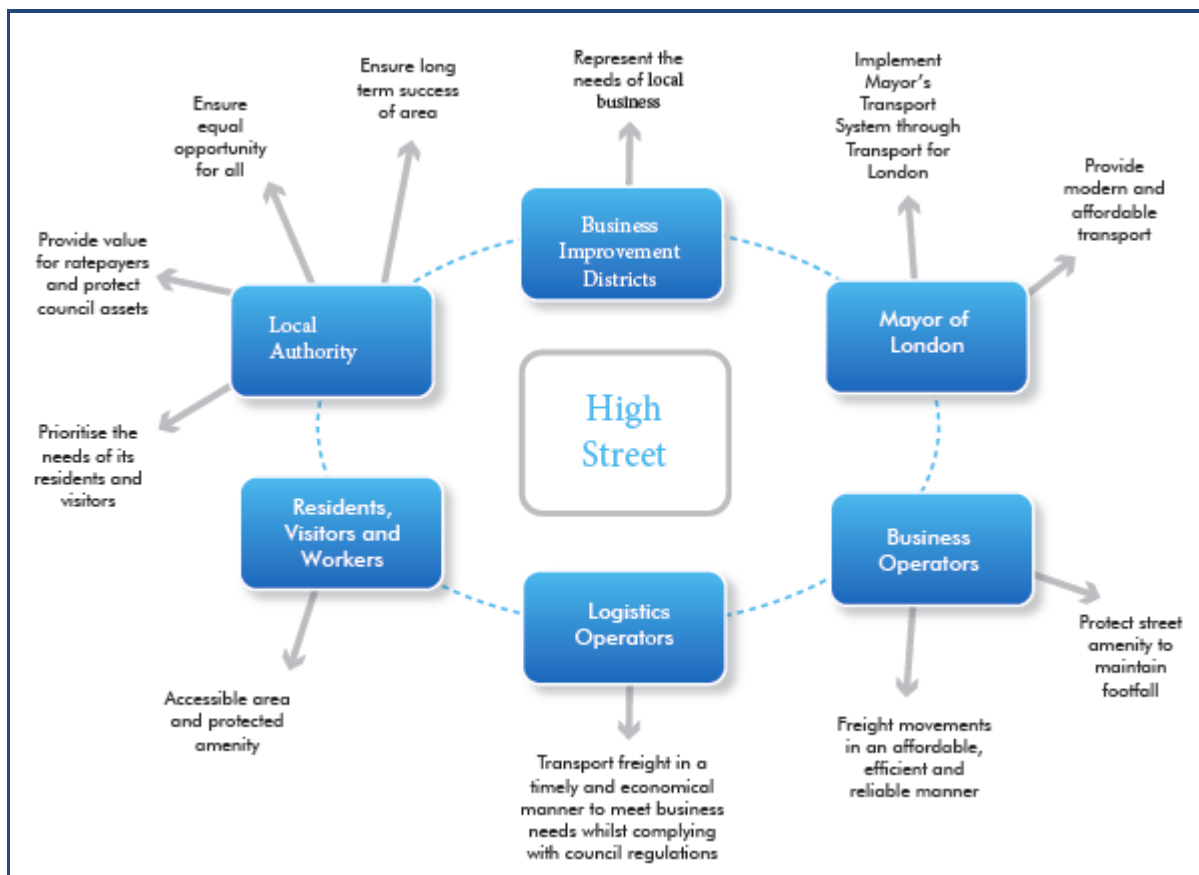 Ensure long
term success
of area
Represent the
needs of local
business
Implement
Mayor's
Transport
System through
Transport for
London
Ensure
equal
opportunity
for all
Provide
modern and
affordable
transport
Provide value
for ratepayers
and protect
council assets
Business
Improvement
Districts
Local
Authority
Mayor of
London
High
Street
Prioritise the
needs of its
residents and
visitors
Residents,
Visitors and
Workers
Business
Operators
Logistics
Operators
Protect street
amenity to
maintain
footfall
Accessible area
and protected
amenity
Freight movements
in an affordable,
efficient and
reliable manner
Transport freight in a
timely and economical
manner to meet business
needs whilst complying
with council regulations